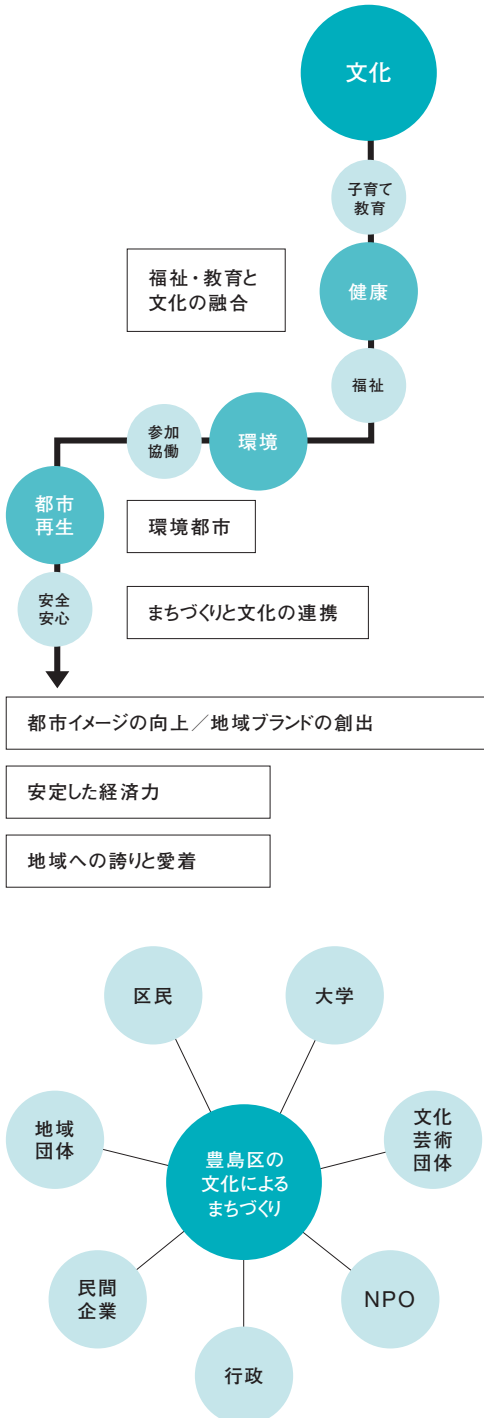 文化
子育て
教育
福祉・教育と
文化の融合
健康
福祉
参加
協働
環境
都市
再生
環境都市
安全
安心
まちづくりと文化の連携
都市イメージの向上／地域ブランドの創出
安定した経済力
地域への誇りと愛着
区民
大学
地域
団体
文化
芸術
団体
豊島区の
文化による
まちづくり
民間
企業
NPO
行政